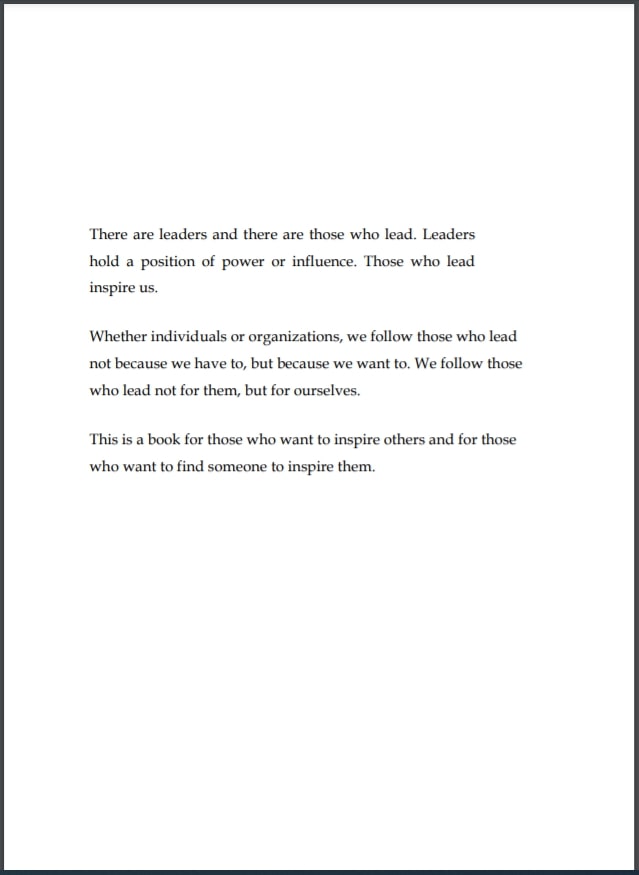 There are leaders and there are those who lead. Leaders
hold a position of power or influence. Those who lead
inspire us.
Whether individuals or organizations, we follow those who lead
not because we have to, but because we want to. We follow those
who lead not for them, but for ourselves.
This is a book for those who want to inspire others and for those
who want to find someone to inspire them.